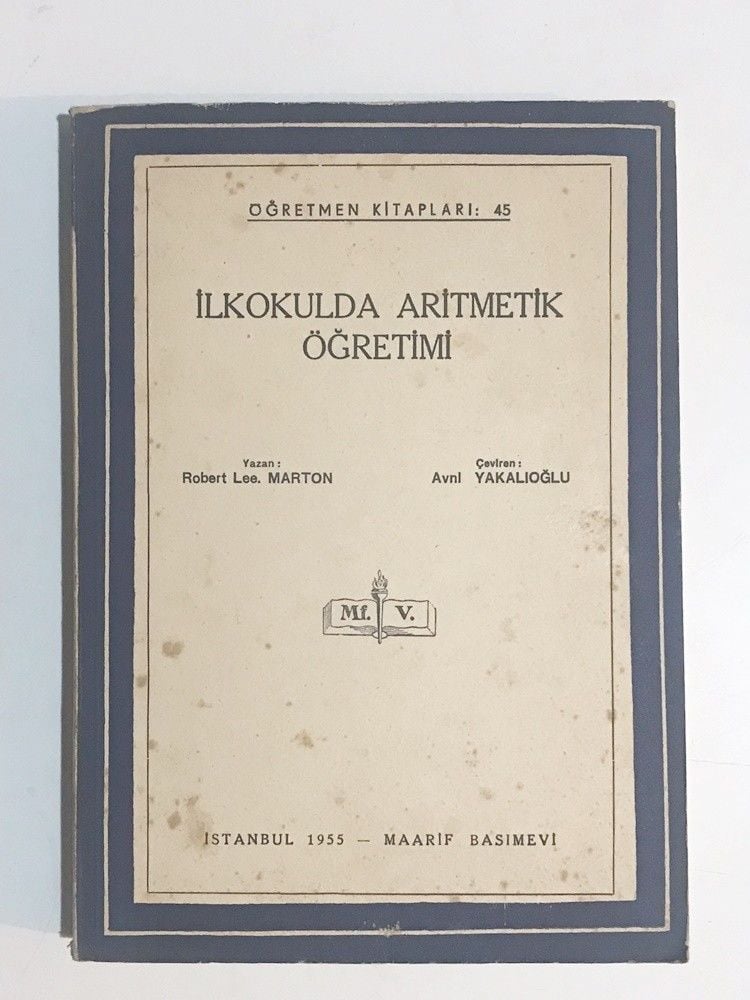 ÖĞRETMEN KİTAPLARI: 45
İLKOKULDA ARİTMETİK
ÖĞRETİMİ
Yazan:
Robert Lee. MARTON
Çeviren:
Avni YAKALIOĞLU
Mf. V.
İSTANBUL 1955 — MAARİF BASIMEVİ